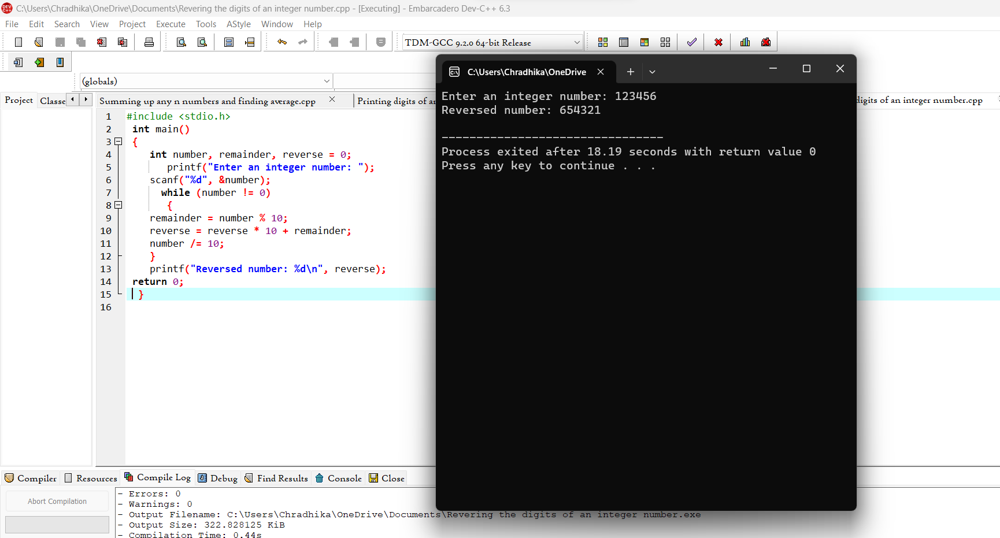 C:\Users\Chradhika\OneDrive\Documents\Revering the digits of an integer number.cpp - [Executing] - Embarcadero Dev-C++ 6.3
File Edit Search View Project Execute Tools AStyle Window Help
TDM-GCC 9.2.0 64-bit Release
(globals)
Project Classe
Summing up any n numbers and finding average.cpp
Printing digits of
digits of an integer number.cpp
1 #include <stdio.h>
2 int main()
3 {
4 int number, remainder, reverse = 0;
5 printf("Enter an integer number: ");
6 scanf("%d", &number);
7 while (number != 0)
8 {
9 remainder = number % 10;
10 reverse = reverse * 10 + remainder;
11 number /= 10;
12 }
13 printf("Reversed number: %d\n", reverse);
14 return 0;
15 }
16
C:\Users\Chradhika\OneDrive
Enter an integer number: 123456
Reversed number: 654321
--------------------------------
Process exited after 18.19 seconds with return value 0
Press any key to continue . . .
Compiler Resources Compile Log Debug Find Results Console Close
Abort Compilation
- Errors: 0
- Warnings: 0
- Output Filename: C:\Users\Chradhika\OneDrive\Documents\Revering the digits of an integer number.exe
- Output Size: 322.828125 KiB
- Compilation Time: 0.44s